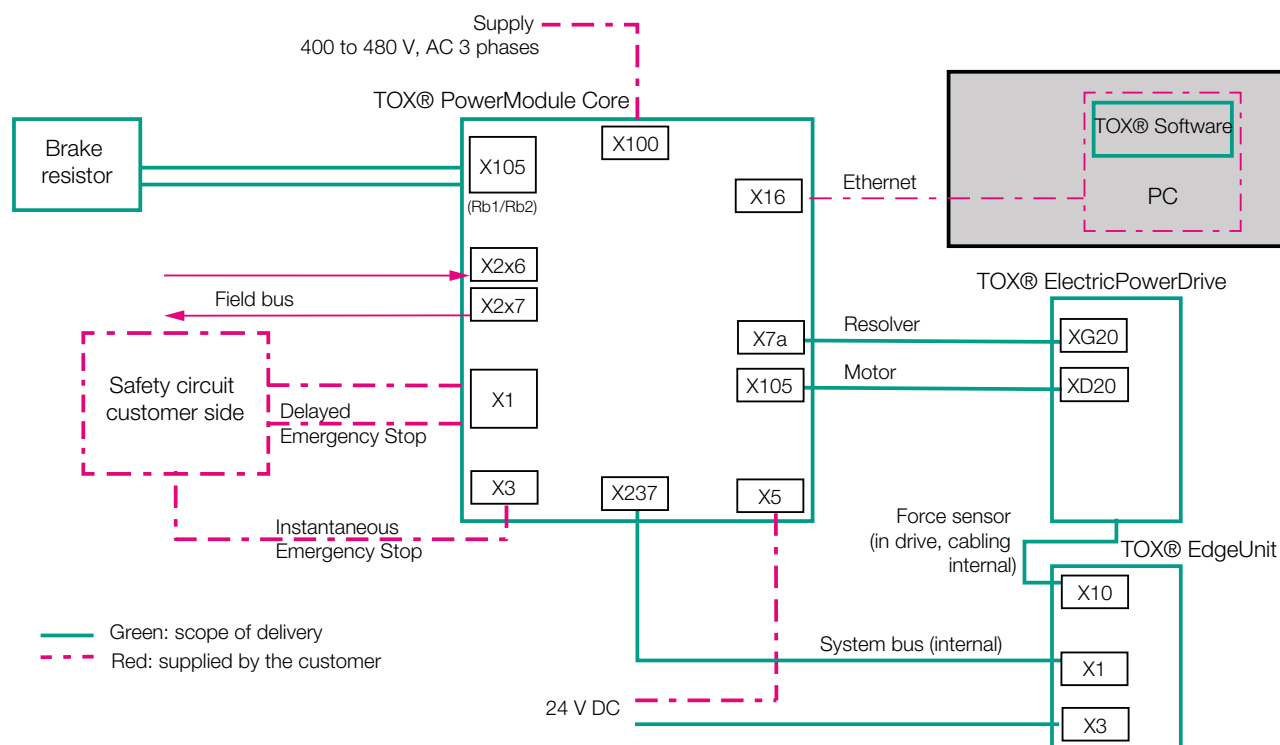 Supply
400 to 480 V, AC 3 phases
TOX® PowerModule Core
Brake
resistor
X105
(Rb1/Rb2)
X100
X16
Ethernet
TOX® Software
PC
X2x6
Field bus
X2x7
TOX® ElectricPowerDrive
X7a
Resolver
XG20
X105
Motor
XD20
Safety circuit
customer side
X1
Delayed
Emergency Stop
X3
X237
X5
Instantaneous
Emergency Stop
Force sensor
(in drive, cabling
internal)
TOX® EdgeUnit
X10
Green: scope of delivery
Red: supplied by the customer
System bus (internal)
X1
24 V DC
X3